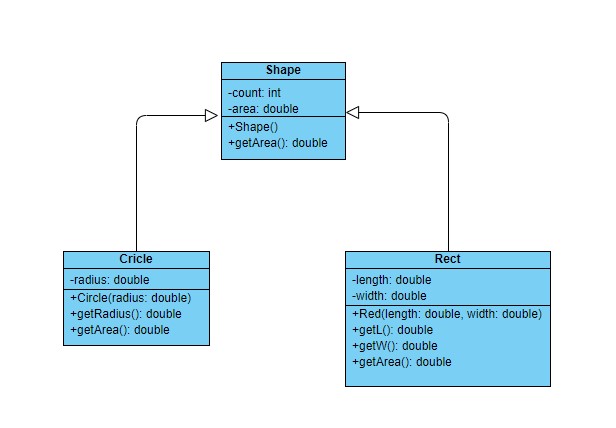 Shape
-count: int
-area: double
+Shape()
+getArea(): double
Cricle
-radius: double
+Circle(radius: double)
+getRadius(): double
+getArea(): double
Rect
-length: double
-width: double
+Red(length: double, width: double)
+getL(): double
+getW(): double
+getArea(): double